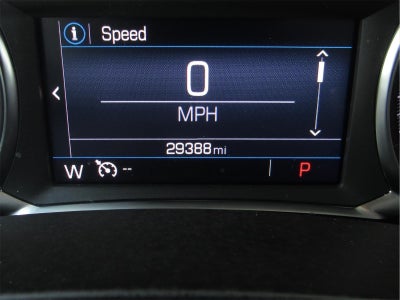 i Speed
0
MPH
29388 mi
W -- P